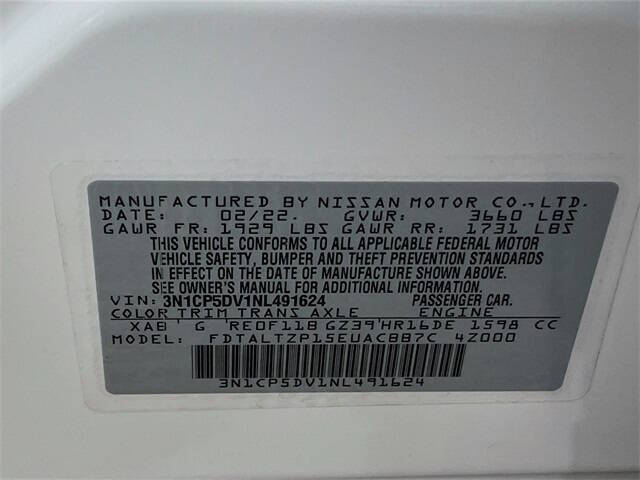 MANUFACTURED BY NISSAN MOTOR CO., LTD.
DATE: 02/22. GVWR: 3660 LBS
GAWR FR: 1929 LBS GAWR RR: 1731 LBS
THIS VEHICLE CONFORMS TO ALL APPLICABLE FEDERAL MOTOR
VEHICLE SAFETY, BUMPER AND THEFT PREVENTION STANDARDS
IN EFFECT ON THE DATE OF MANUFACTURE SHOWN ABOVE.
SEE OWNER'S MANUAL FOR ADDITIONAL INFORMATION.
VIN: 3N1CP5DV1NL491624 PASSENGER CAR.
COLOR TRIM TRANS AXLE ENGINE
XAB ' G 'RE0F11B GZ39'HR16DE 1598 CC
MODEL: FDTALTZP15EUACBB7C 4Z000
3N1CP5DV1NL491624